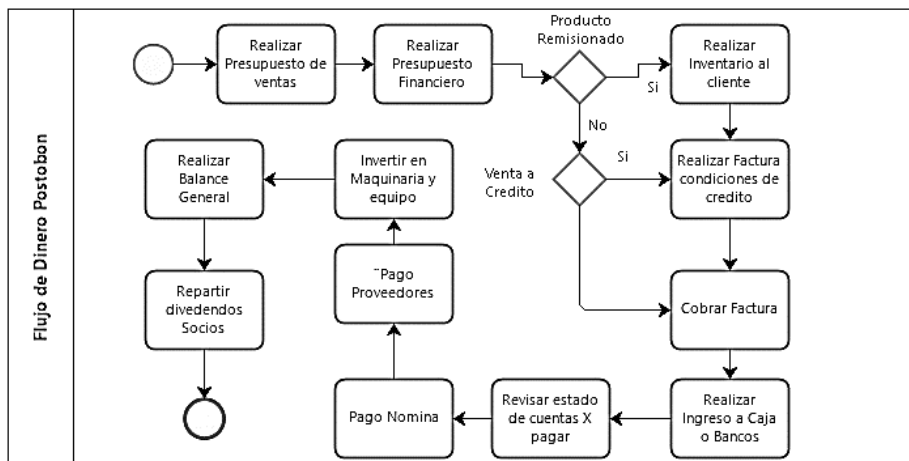 Flujo de Dinero Postobon
Realizar
Presupuesto de
ventas
Realizar
Presupuesto
Financiero
Producto
Remisionado
Si
Realizar
Inventario al
cliente
No
Venta a
Credito
Si
Realizar Factura
condiciones de
credito
Cobrar Factura
Realizar
Ingreso a Caja
o Bancos
Revisar estado
de cuentas X
pagar
Pago Nomina
¨Pago
Proveedores
Invertir en
Maquinaria y
equipo
Realizar
Balance
General
Repartir
divedendos
Socios